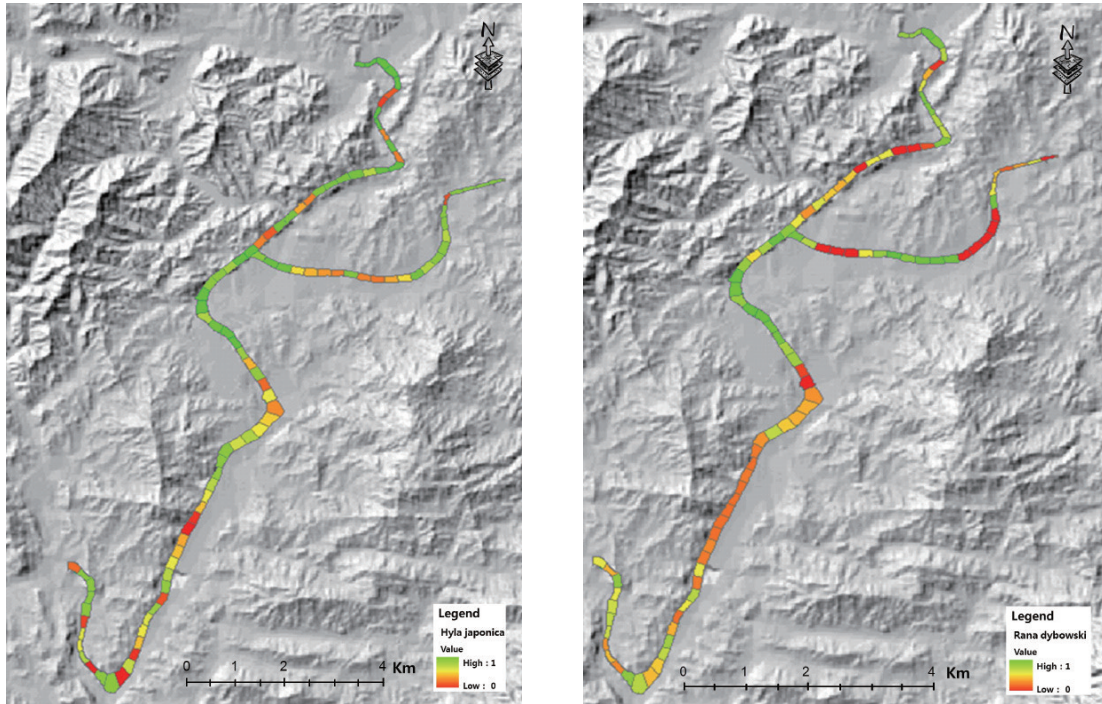 N
Legend
Hyla japonica
Value
High : 1
Low : 0
0 1 2 4 Km
N
Legend
Rana dybowski
Value
High : 1
Low : 0
0 1 2 4 Km